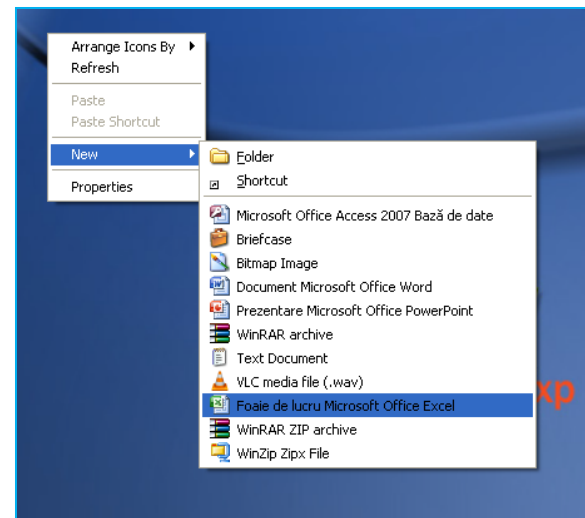 Arrange Icons By
Refresh
Paste
Paste Shortcut
New
Properties
Folder
Shortcut
Microsoft Office Access 2007 Bază de date
Briefcase
Bitmap Image
Document Microsoft Office Word
Prezentare Microsoft Office PowerPoint
WinRAR archive
Text Document
VLC media file (.wav)
Foaie de lucru Microsoft Office Excel
WinRAR ZIP archive
WinZip Zipx File
xp